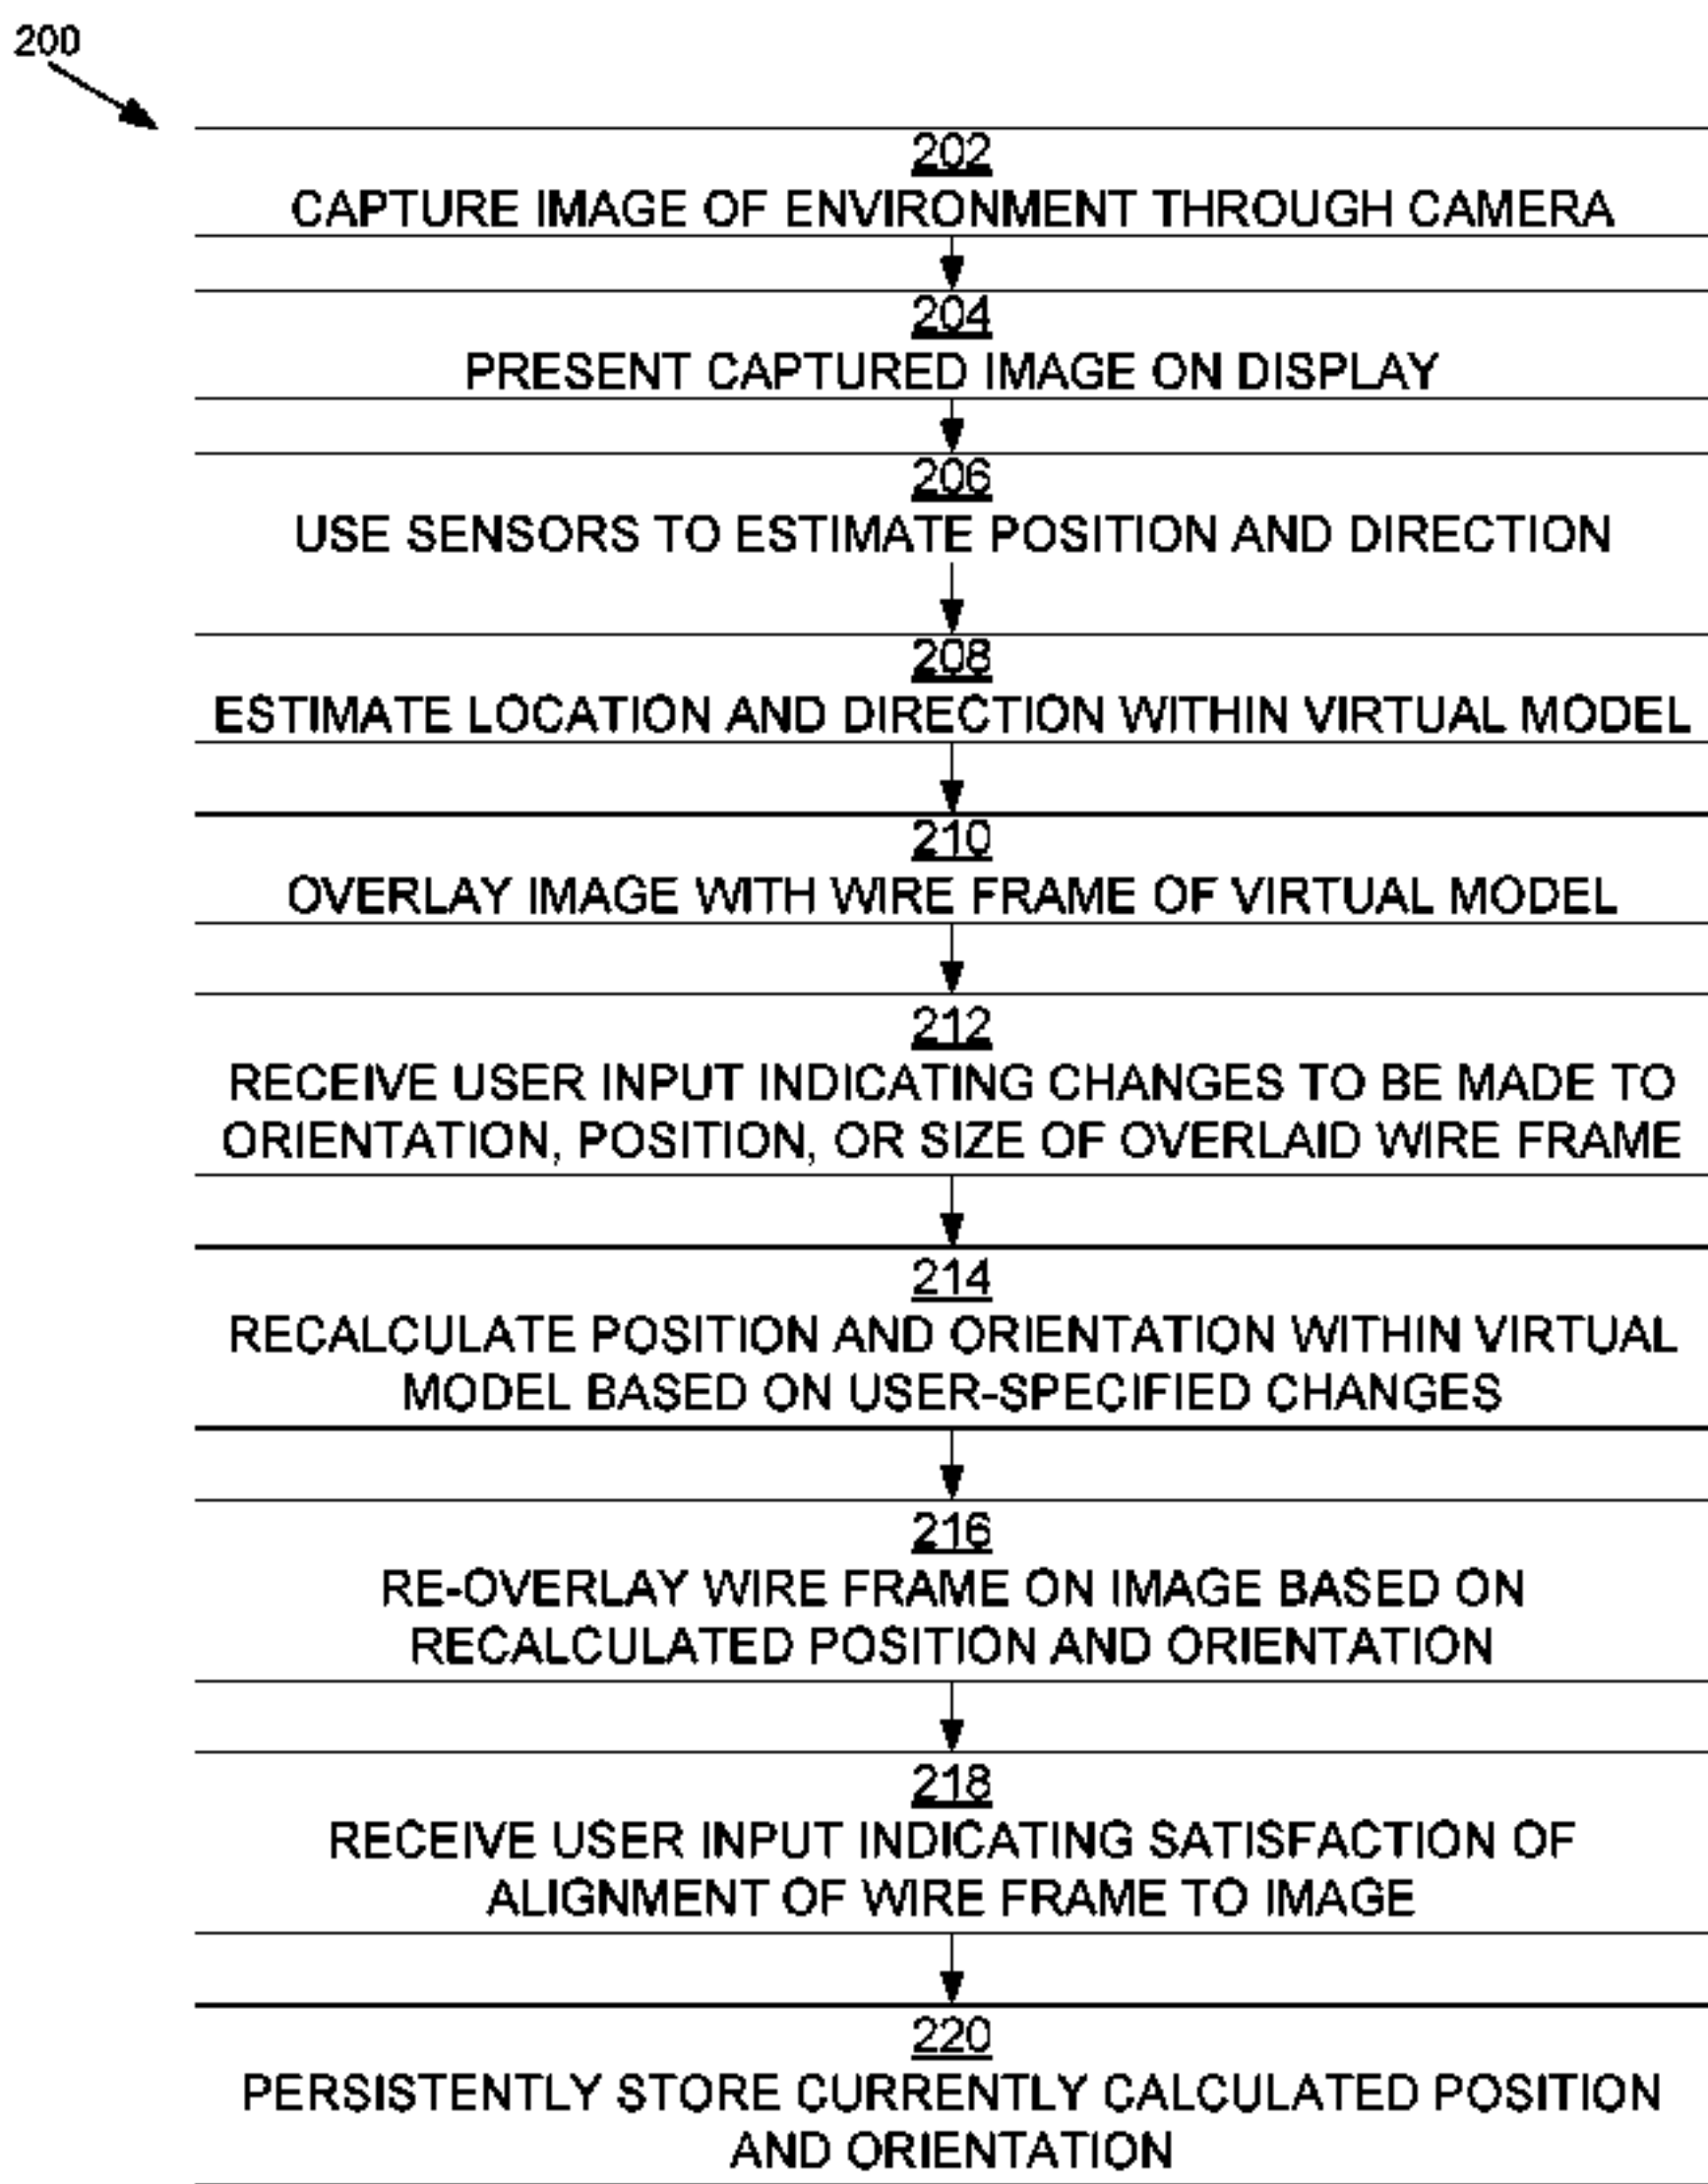 200
202
CAPTURE IMAGE OF ENVIRONMENT THROUGH CAMERA
204
PRESENT CAPTURED IMAGE ON DISPLAY
206
USE SENSORS TO ESTIMATE POSITION AND DIRECTION
208
ESTIMATE LOCATION AND DIRECTION WITHIN VIRTUAL MODEL
210
OVERLAY IMAGE WITH WIRE FRAME OF VIRTUAL MODEL
212
RECEIVE USER INPUT INDICATING CHANGES TO BE MADE TO
ORIENTATION, POSITION, OR SIZE OF OVERLAID WIRE FRAME
214
RECALCULATE POSITION AND ORIENTATION WITHIN VIRTUAL
MODEL BASED ON USER-SPECIFIED CHANGES
216
RE-OVERLAY WIRE FRAME ON IMAGE BASED ON
RECALCULATED POSITION AND ORIENTATION
218
RECEIVE USER INPUT INDICATING SATISFACTION OF
ALIGNMENT OF WIRE FRAME TO IMAGE
220
PERSISTENTLY STORE CURRENTLY CALCULATED POSITION
AND ORIENTATION